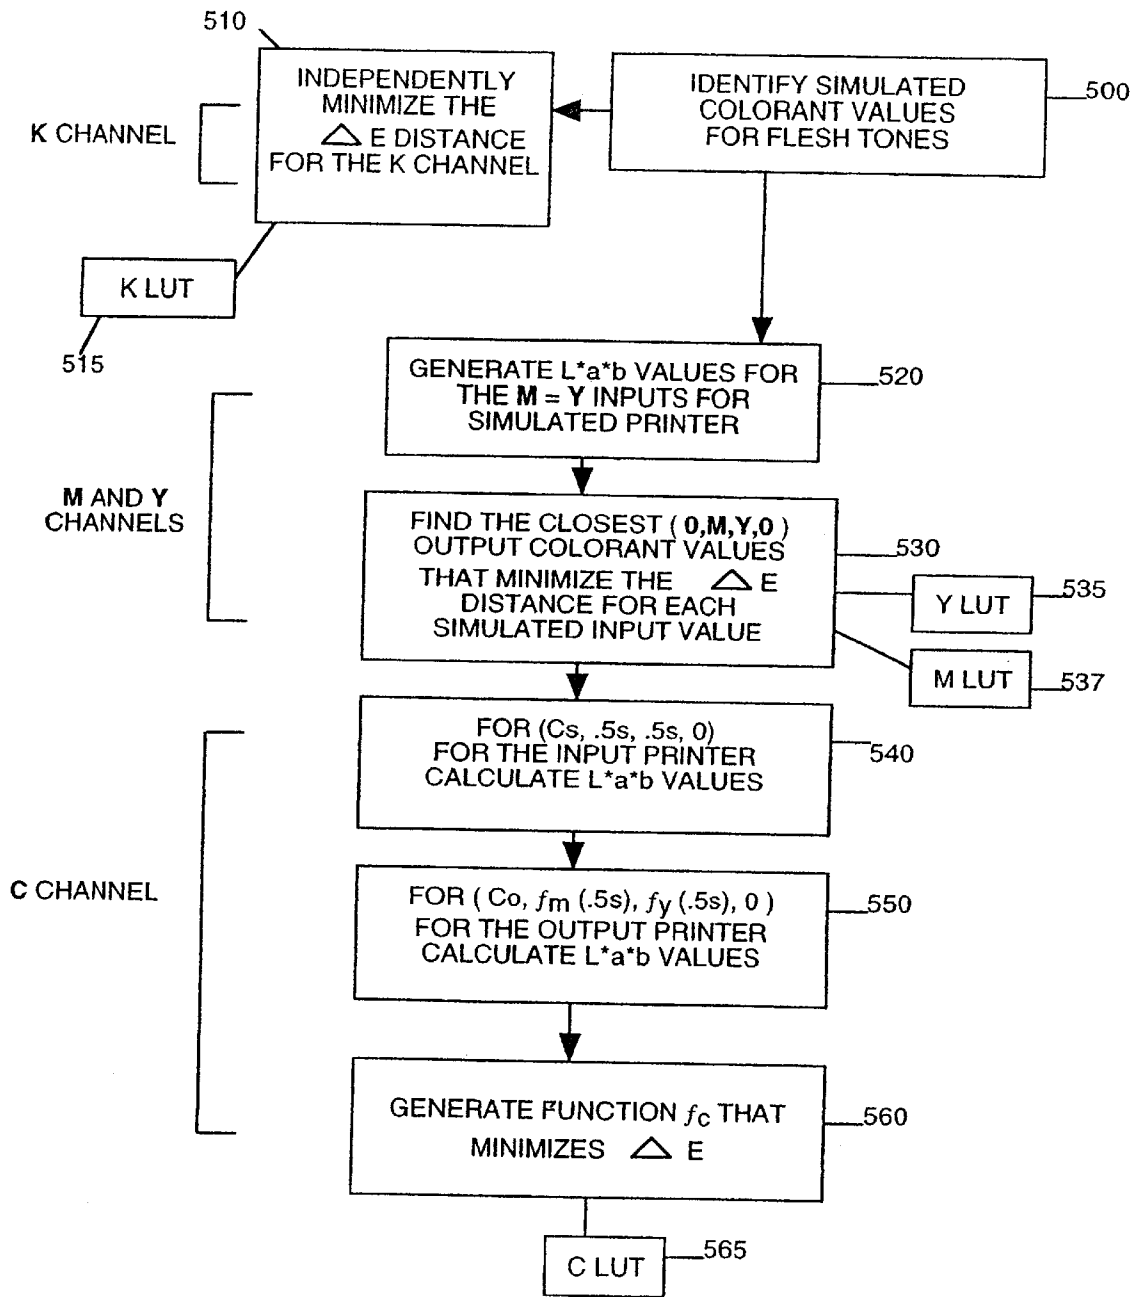 510
INDEPENDENTLY
MINIMIZE THE
△ E DISTANCE
FOR THE K CHANNEL
IDENTIFY SIMULATED
COLORANT VALUES
FOR FLESH TONES
500
K CHANNEL
K LUT
515
GENERATE L*a*b VALUES FOR
THE M = Y INPUTS FOR
SIMULATED PRINTER
520
M AND Y
CHANNELS
FIND THE CLOSEST ( 0,M,Y,0 )
OUTPUT COLORANT VALUES
THAT MINIMIZE THE △ E
DISTANCE FOR EACH
SIMULATED INPUT VALUE
530
Y LUT
535
M LUT
537
FOR (Cs, .5s, .5s, 0)
FOR THE INPUT PRINTER
CALCULATE L*a*b VALUES
540
C CHANNEL
FOR ( Co, fm (.5s), fy (.5s), 0 )
FOR THE OUTPUT PRINTER
CALCULATE L*a*b VALUES
550
GENERATE FUNCTION fc THAT
MINIMIZES △ E
560
C LUT
565